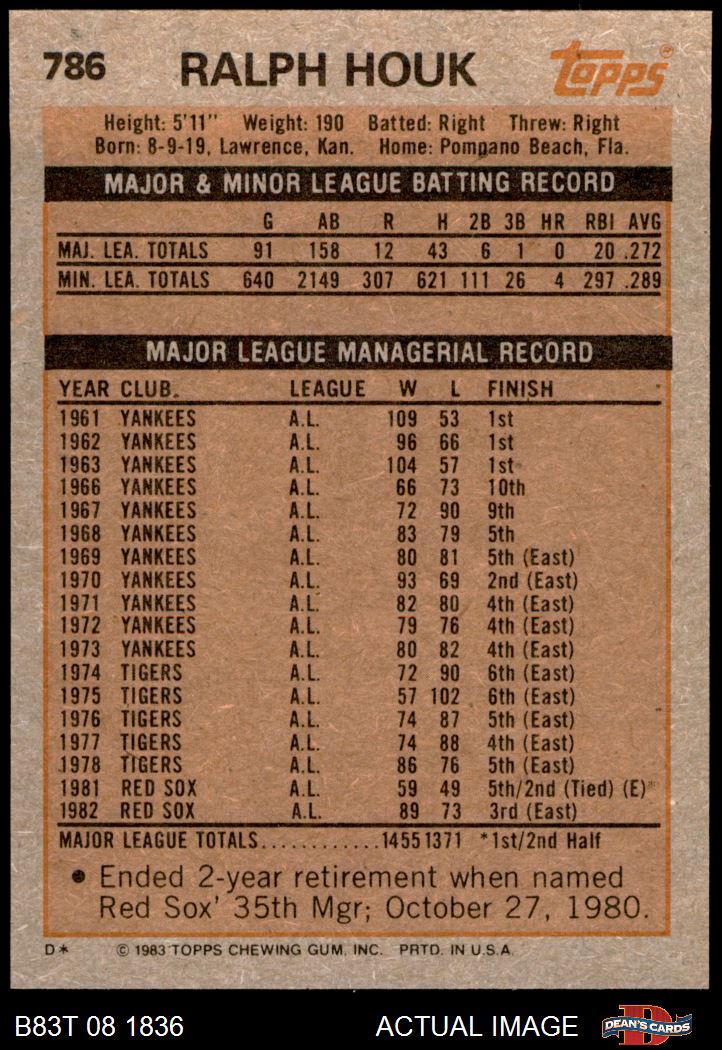 786 RALPH HOUK Topps
Height: 5'11" Weight: 190 Batted: Right Threw: Right
Born: 8-9-19, Lawrence, Kan. Home: Pompano Beach, Fla.
MAJOR & MINOR LEAGUE BATTING RECORD
G AB R H 2B 3B HR RBI AVG
MAJ. LEA. TOTALS 91 158 12 43 6 1 0 20 .272
MIN. LEA. TOTALS 640 2149 307 621 111 26 4 297 .289
MAJOR LEAGUE MANAGERIAL RECORD
YEAR CLUB. LEAGUE W L FINISH
1961 YANKEES A.L. 109 53 1st
1962 YANKEES A.L. 96 66 1st
1963 YANKEES A.L. 104 57 1st
1966 YANKEES A.L. 66 73 10th
1967 YANKEES A.L. 72 90 9th
1968 YANKEES A.L. 83 79 5th
1969 YANKEES A.L. 80 81 5th (East)
1970 YANKEES A.L. 93 69 2nd (East)
1971 YANKEES A.L. 82 80 4th (East)
1972 YANKEES A.L. 79 76 4th (East)
1973 YANKEES A.L. 80 82 4th (East)
1974 TIGERS A.L. 72 90 6th (East)
1975 TIGERS A.L. 57 102 6th (East)
1976 TIGERS A.L. 74 87 5th (East)
1977 TIGERS A.L. 74 88 4th (East)
1978 TIGERS A.L. 86 76 5th (East)
1981 RED SOX A.L. 59 49 5th/2nd (Tied) (E)*
1982 RED SOX A.L. 89 73 3rd (East)
MAJOR LEAGUE TOTALS............1455 1371 *1st/2nd Half
• Ended 2-year retirement when named
Red Sox' 35th Mgr; October 27, 1980.
D* © 1983 TOPPS CHEWING GUM, INC. PRTD. IN U.S.A.
B83T 08 1836 ACTUAL IMAGE D DEAN'S CARDS